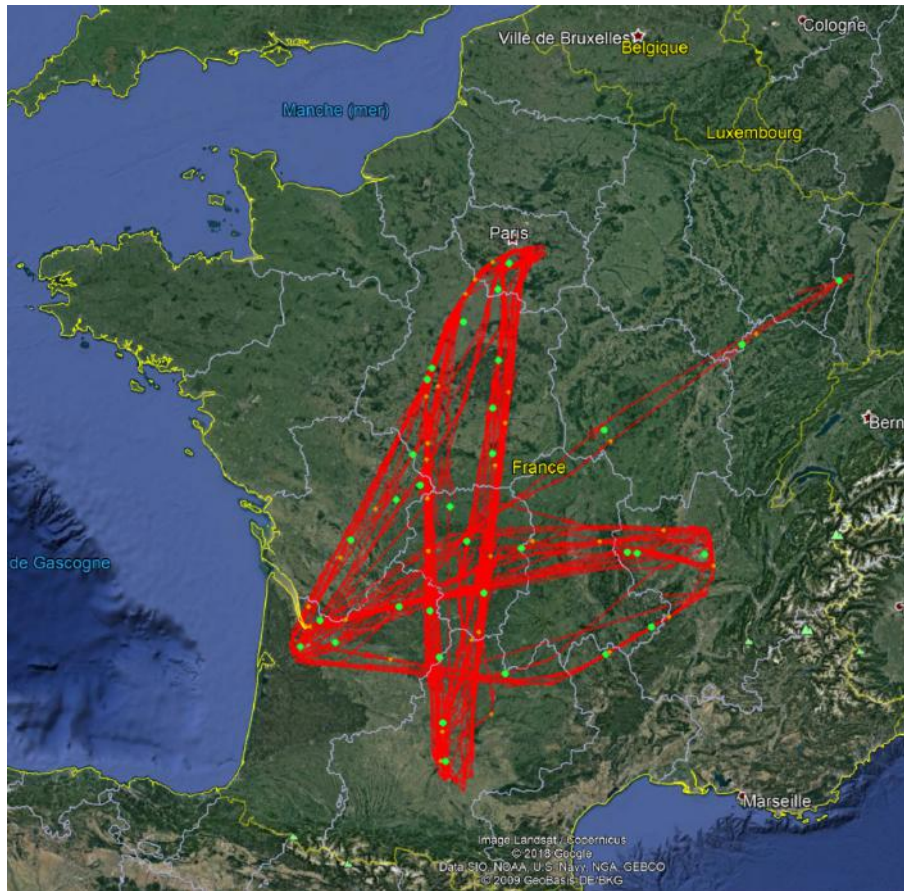 Cologne
Ville de Bruxelles
Belgique
Manche (mer)
Luxembourg
Paris
Bern
France
de Gascogne
Marseille
Image Landsat / Copernicus
© 2018 Google
Data SIO, NOAA, U.S. Navy, NGA, GEBCO
© 2009 GeoBasis-DE/BKG